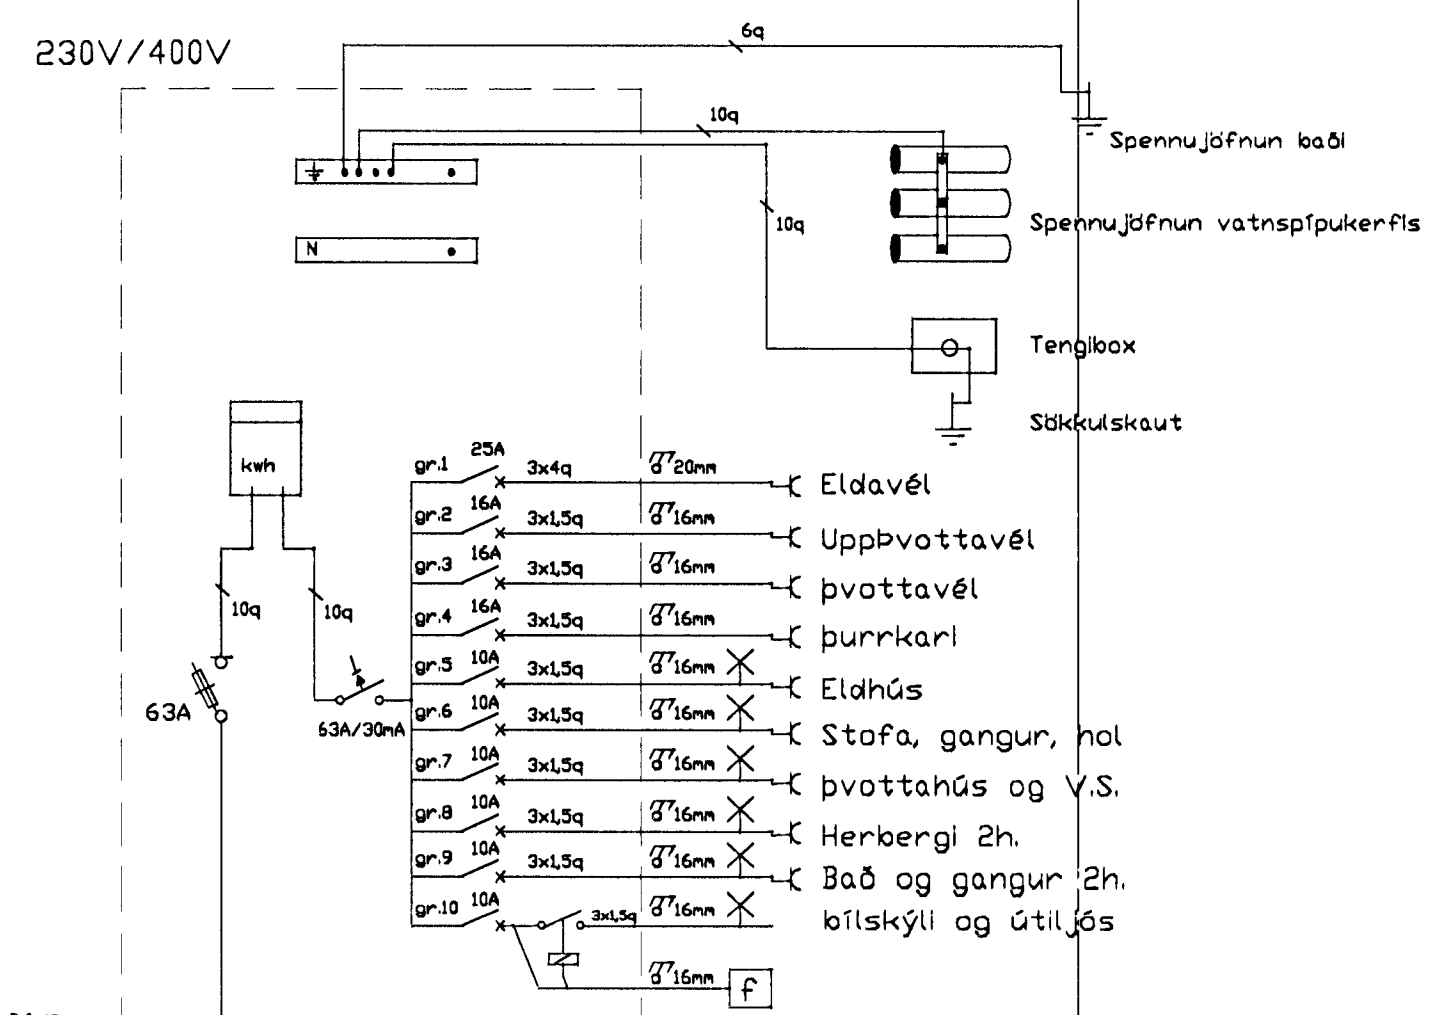 230V/400V
6q
10q
Spennujöfnun baði
10q
Spennujöfnun vatnspípukerfis
N
Tengibox
Sökkulskaut
kwh
10q
10q
63A
63A/30mA
gr.1 25A 3x4q 20mm Eldavél
gr.2 16A 3x1,5q 16mm UppÞvottavél
gr.3 16A 3x1,5q 16mm þvottavél
gr.4 16A 3x1,5q 16mm þurrkari
gr.5 10A 3x1,5q 16mm Eldhús
gr.6 10A 3x1,5q 16mm Stofa, gangur, hol
gr.7 10A 3x1,5q 16mm þvottahús og V.S.
gr.8 10A 3x1,5q 16mm Herbergi 2h.
gr.9 10A 3x1,5q 16mm Bað og gangur 2h.
gr.10 10A 3x1,5q 16mm bílskýli og útiljós
16mm f